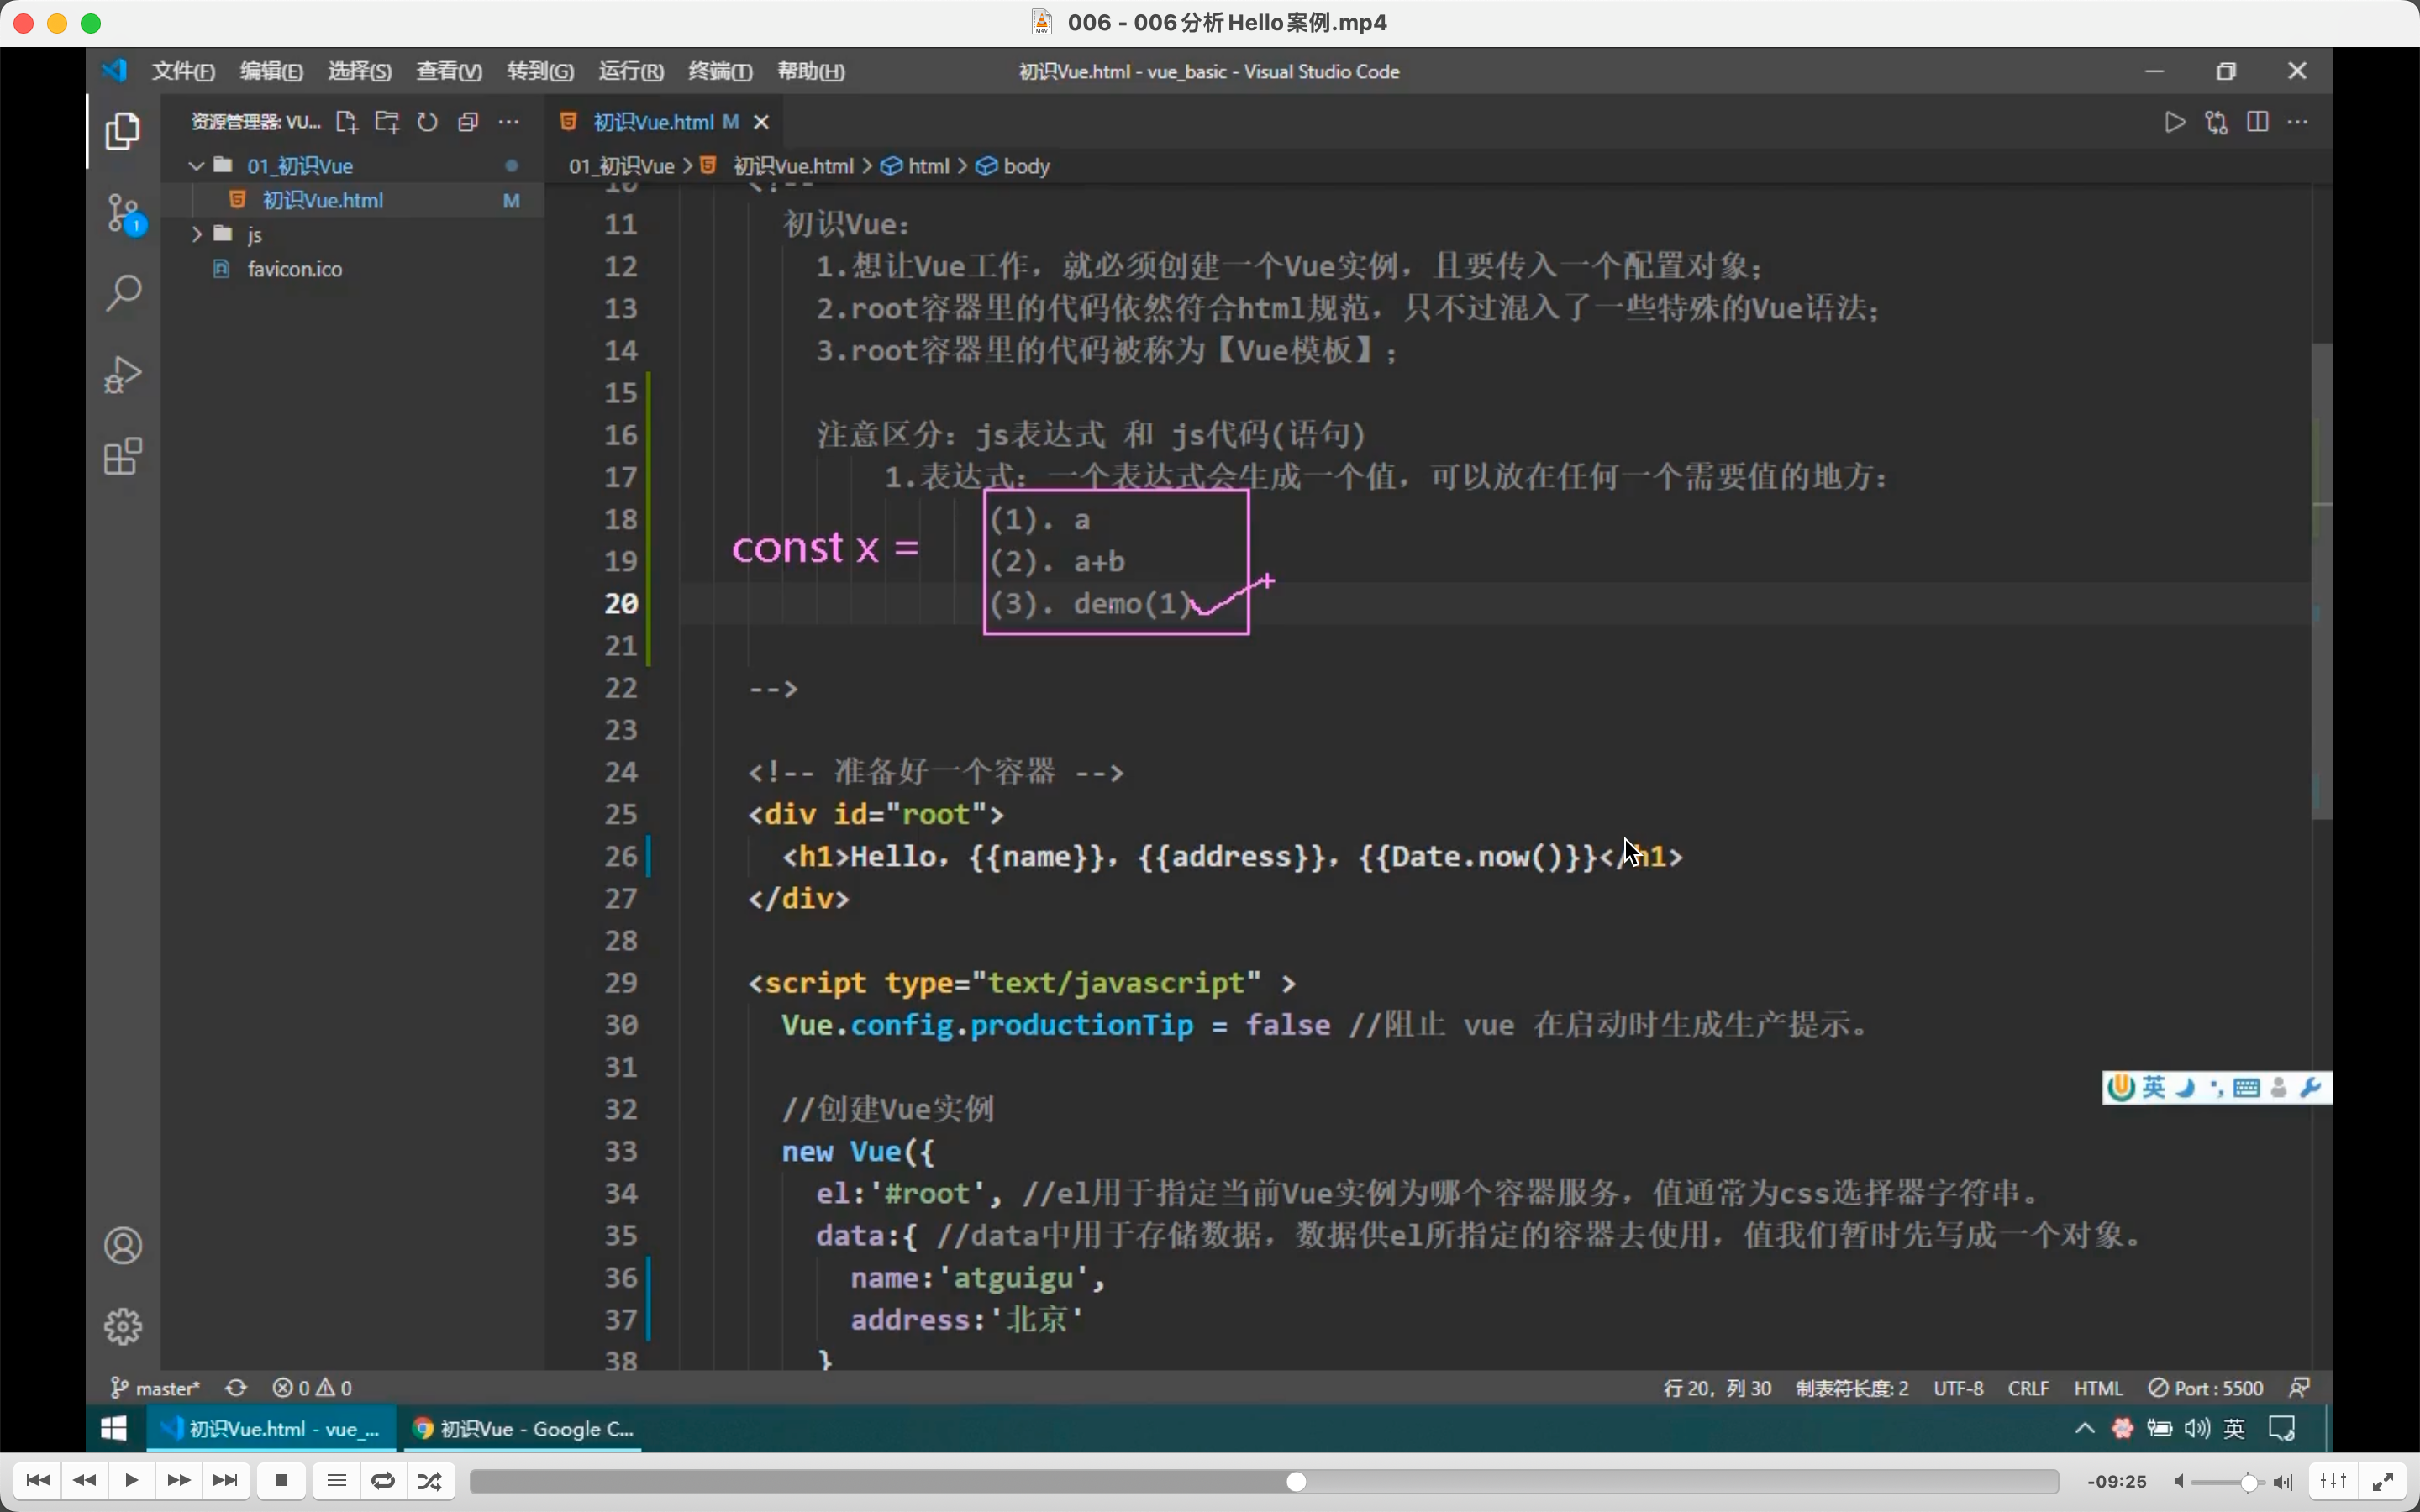 006 - 006分析Hello案例.mp4
文件(F) 编辑(E) 选择(S) 查看(V) 转到(G) 运行(R) 终端(T) 帮助(H)
初识Vue.html - vue_basic - Visual Studio Code
资源管理器: VU...
初识Vue.html M
01_初识Vue
初识Vue.html M
js
favicon.ico
01_初识Vue > 初识Vue.html > html > body
10 <!--
11 初识Vue:
12 1.想让Vue工作，就必须创建一个Vue实例，且要传入一个配置对象；
13 2.root容器里的代码依然符合html规范，只不过混入了一些特殊的Vue语法；
14 3.root容器里的代码被称为【Vue模板】；
15
16 注意区分：js表达式 和 js代码(语句)
17 1.表达式：一个表达式会生成一个值，可以放在任何一个需要值的地方：
18 (1). a
const x =
19 (2). a+b
20 (3). demo(1)
21
22 -->
23
24 <!-- 准备好一个容器 -->
25 <div id="root">
26 <h1>Hello，{{name}}，{{address}}，{{Date.now()}}</h1>
27 </div>
28
29 <script type="text/javascript" >
30 Vue.config.productionTip = false //阻止 vue 在启动时生成生产提示。
31
32 //创建Vue实例
33 new Vue({
34 el:'#root', //el用于指定当前Vue实例为哪个容器服务，值通常为css选择器字符串。
35 data:{ //data中用于存储数据，数据供el所指定的容器去使用，值我们暂时先写成一个对象。
36 name:'atguigu',
37 address:'北京'
38 }
英
master* 0 0
行 20，列 30 制表符长度: 2 UTF-8 CRLF HTML Port : 5500
初识Vue.html - vue_...
初识Vue - Google C...
英
-09:25